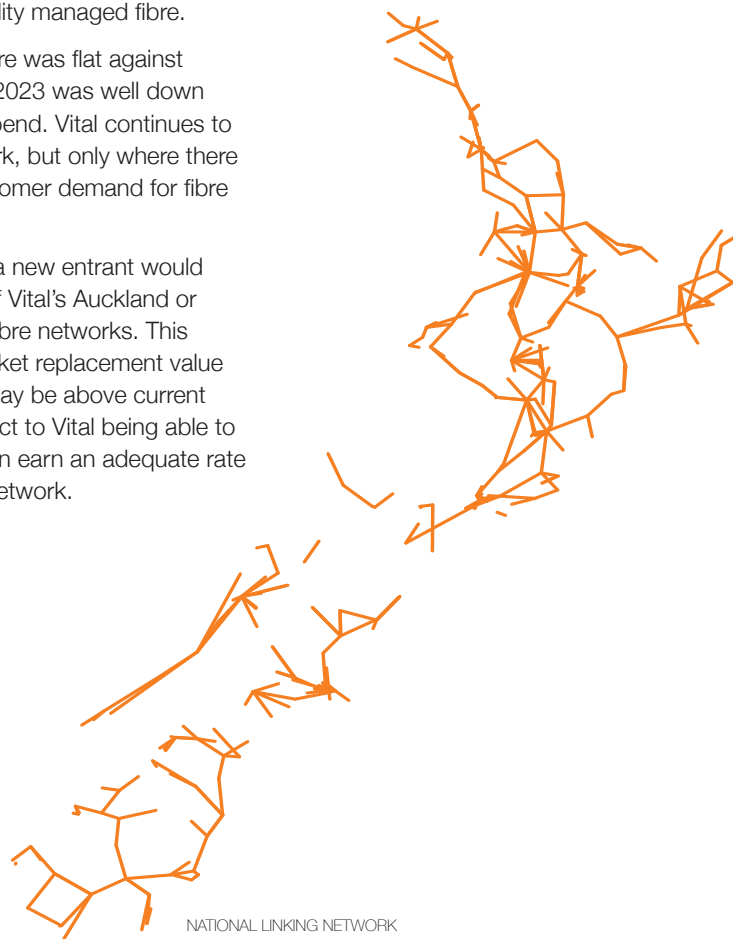 lity managed fibre.
re was flat against
2023 was well down
pend. Vital continues to
rk, but only where there
omer demand for fibre
a new entrant would
f Vital's Auckland or
bre networks. This
ket replacement value
ay be above current
ct to Vital being able to
n earn an adequate rate
etwork.
NATIONAL LINKING NETWORK